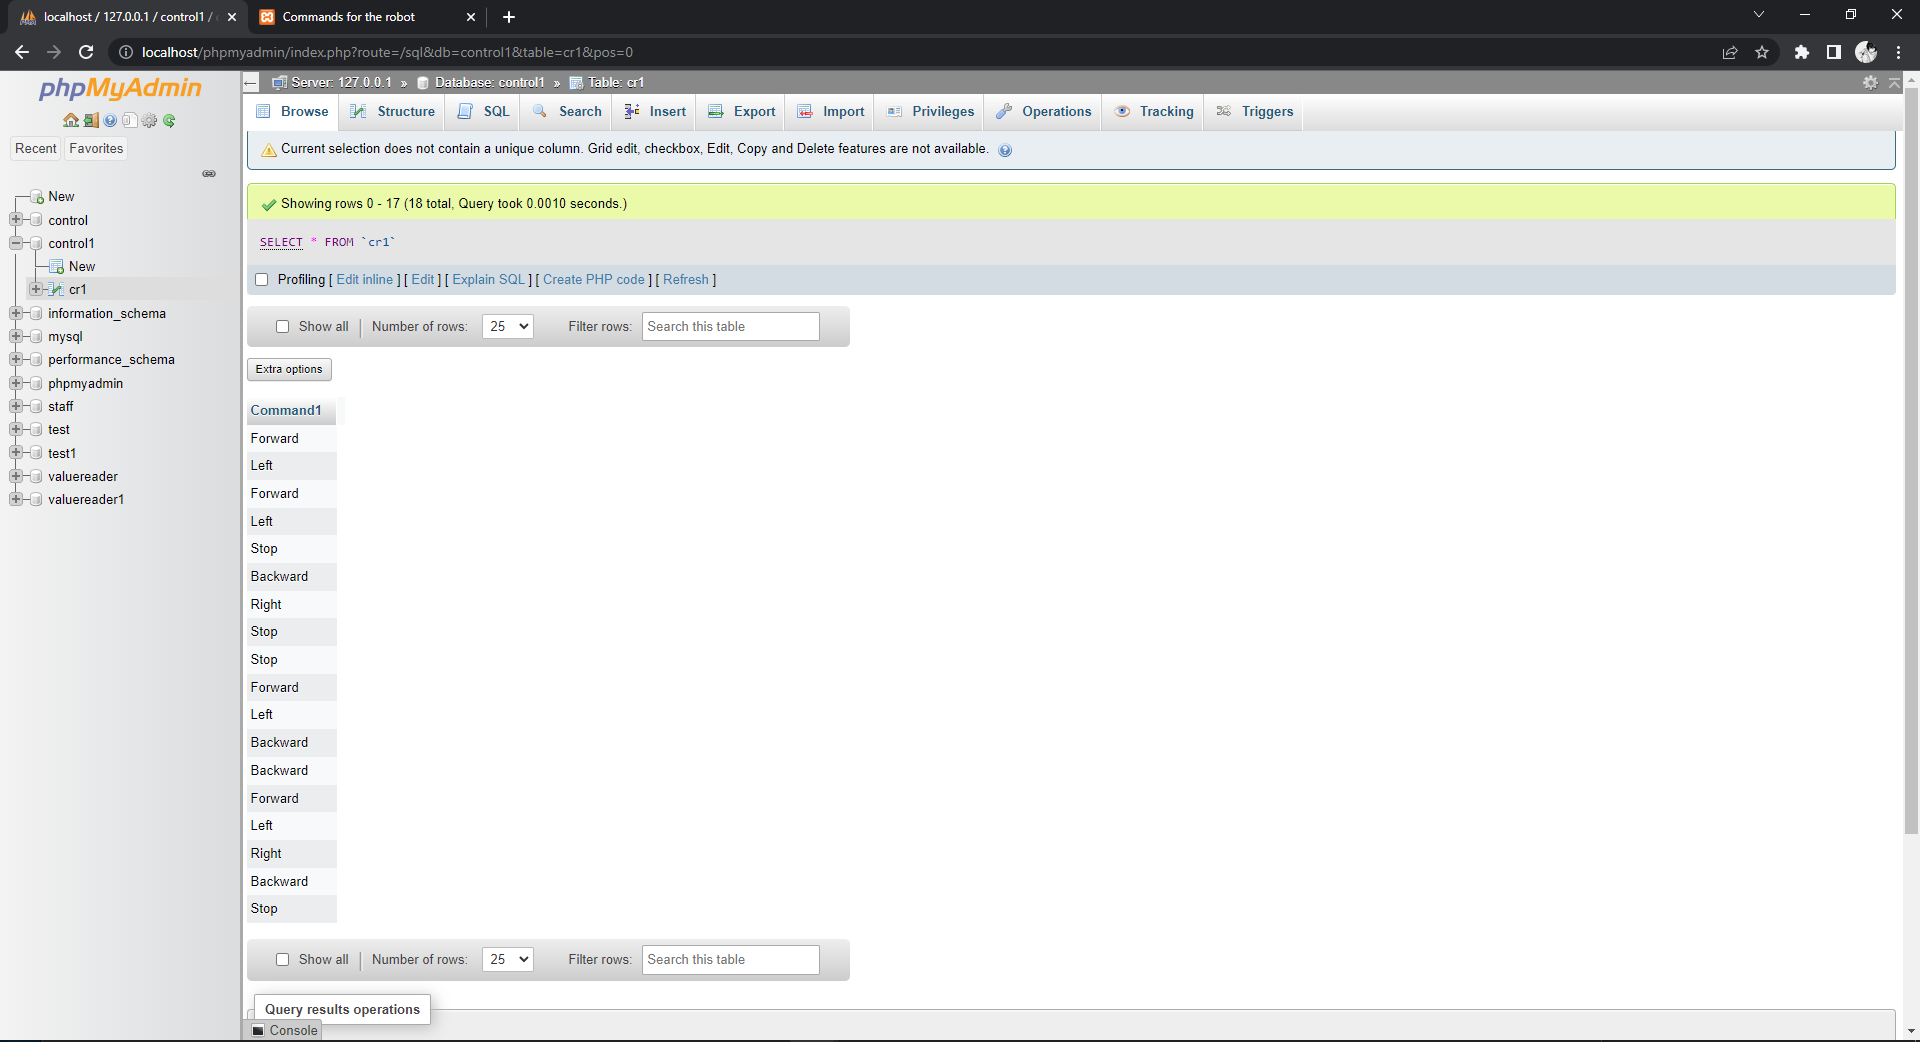 localhost / 127.0.0.1 / control1 /
Commands for the robot
localhost/phpmyadmin/index.php?route=/sql&db=control1&table=cr1&pos=0
phpMyAdmin
Recent
Favorites
New
control
control1
New
cr1
information_schema
mysql
performance_schema
phpmyadmin
staff
test
test1
valuereader
valuereader1
Server: 127.0.0.1 » Database: control1 » Table: cr1
Browse Structure SQL Search Insert Export Import Privileges Operations Tracking Triggers
Current selection does not contain a unique column. Grid edit, checkbox, Edit, Copy and Delete features are not available.
Showing rows 0 - 17 (18 total, Query took 0.0010 seconds.)
SELECT * FROM `cr1`
Profiling [ Edit inline ] [ Edit ] [ Explain SQL ] [ Create PHP code ] [ Refresh ]
Show all | Number of rows: 25 Filter rows: Search this table
Extra options
Command1
Forward
Left
Forward
Left
Stop
Backward
Right
Stop
Stop
Forward
Left
Backward
Backward
Forward
Left
Right
Backward
Stop
Show all | Number of rows: 25 Filter rows: Search this table
Query results operations
Console